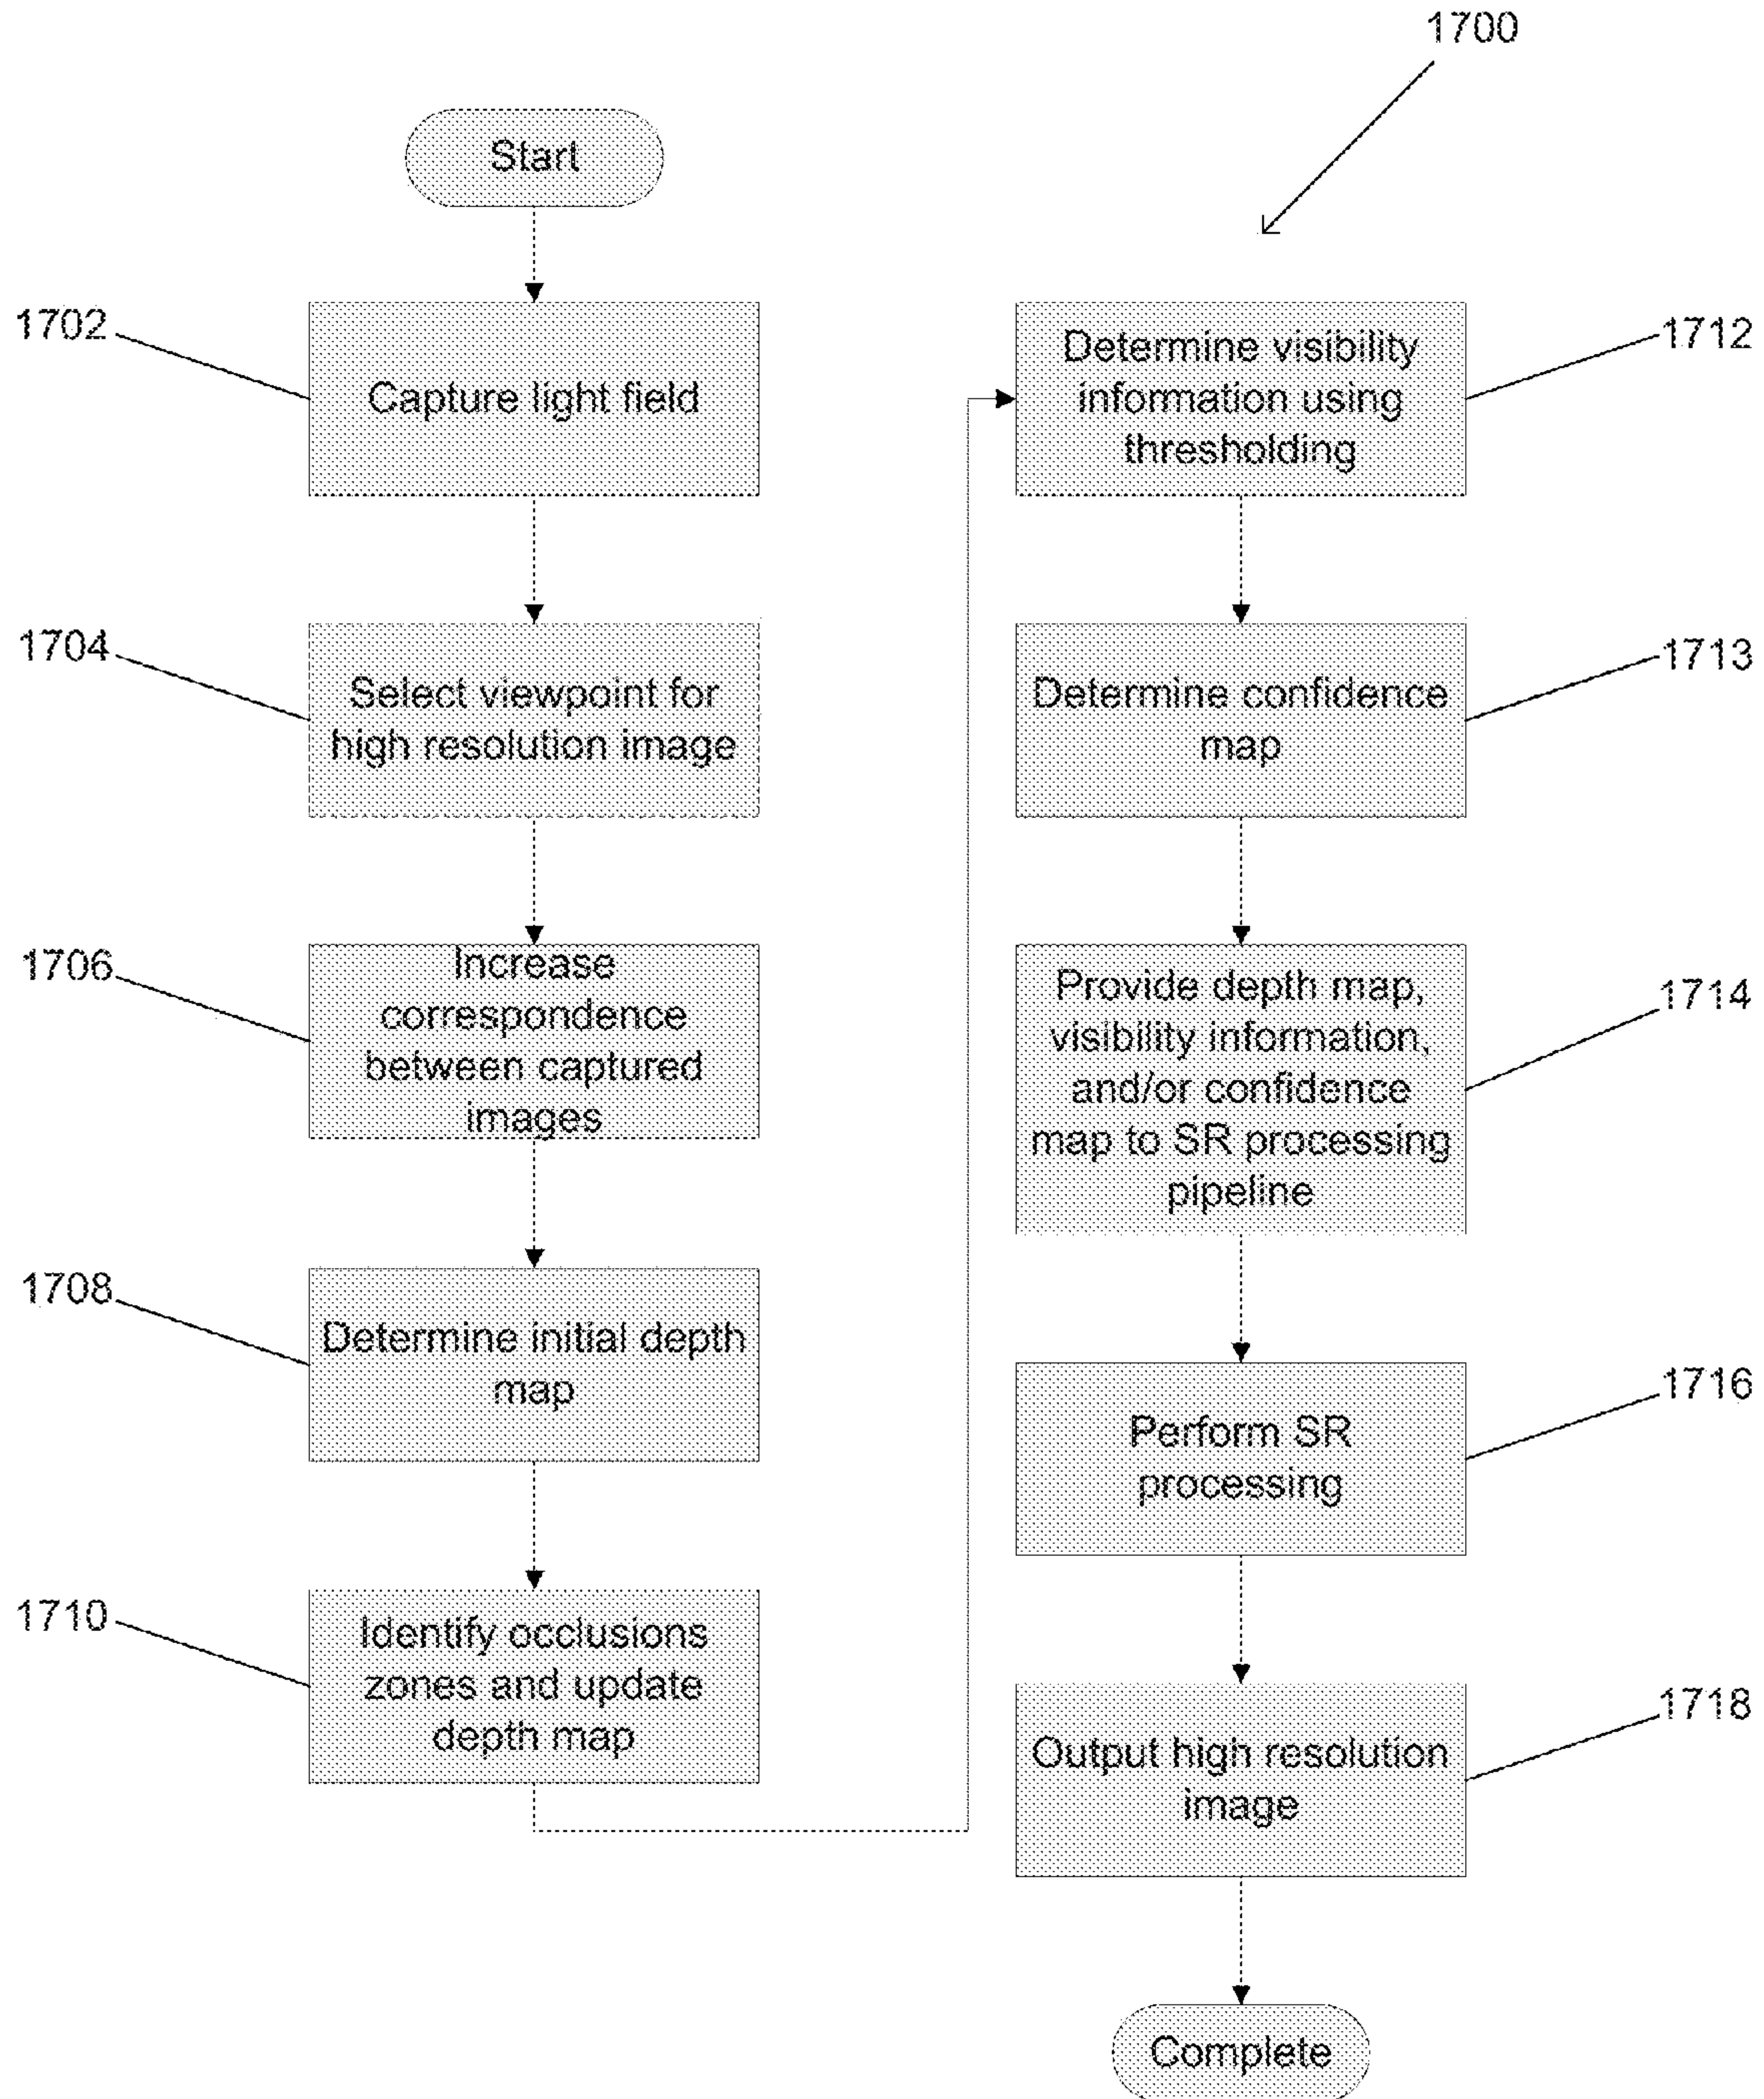 1700
Start
1702
Capture light field
1704
Select viewpoint for
high resolution image
1706
Increase
correspondence
between captured
images
1708
Determine initial depth
map
1710
Identify occlusions
zones and update
depth map
Determine visibility
information using
thresholding
1712
Determine confidence
map
1713
Provide depth map,
visibility information,
and/or confidence
map to SR processing
pipeline
1714
Perform SR
processing
1716
Output high resolution
image
1718
Complete